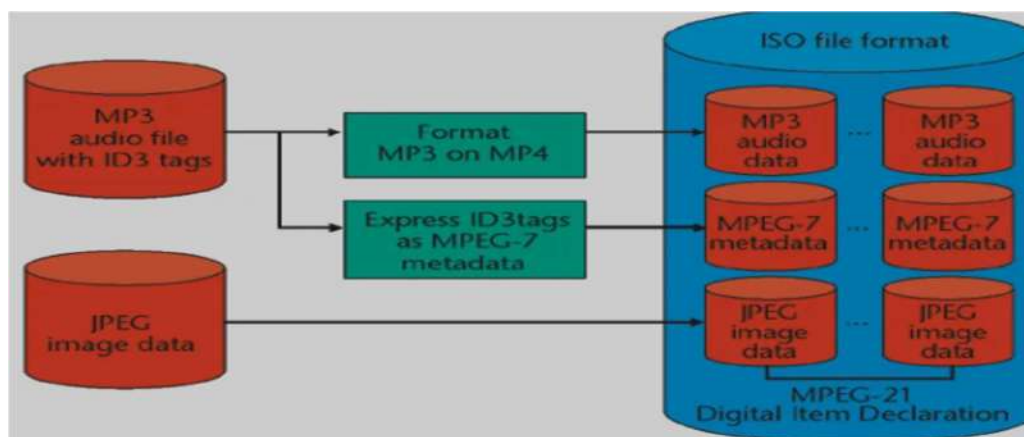 ISO file format
MP3
audio file
with ID3 tags
Format
MP3 on MP4
MP3
audio
data
...
MP3
audio
data
Express ID3tags
as MPEG-7
metadata
MPEG-7
metadata
...
MPEG-7
metadata
JPEG
image data
JPEG
image
data
...
JPEG
image
data
MPEG-21
Digital Item Declaration